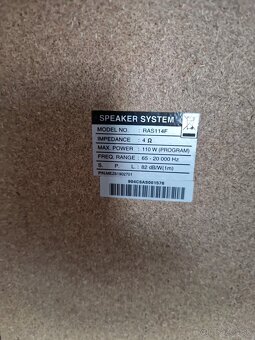 SPEAKER SYSTEM
MODEL NO. : RAS114F
IMPEDANCE : 4 Ω
MAX. POWER : 110 W (PROGRAM)
FREQ. RANGE : 65 - 20 000 Hz
S. P. L. : 82 dB/W(1m)